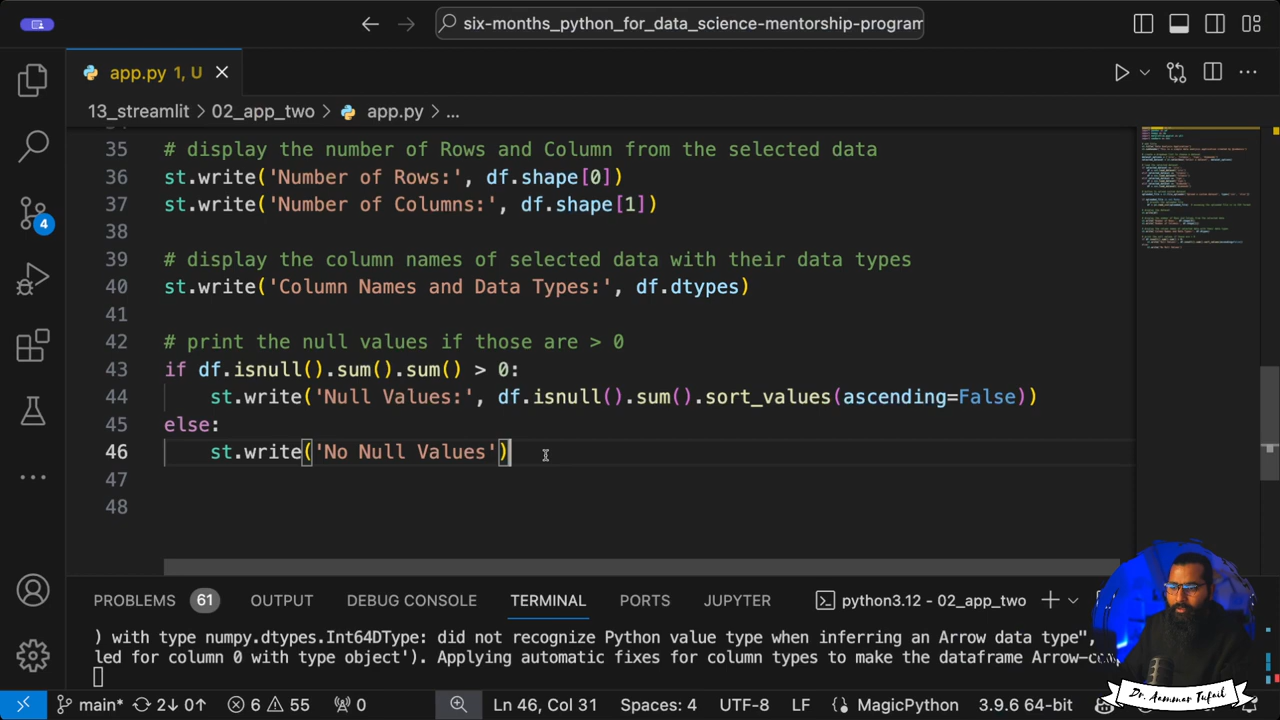 six-months_python_for_data_science-mentorship-program
app.py 1, U
13_streamlit > 02_app_two > app.py > ...
35 # display the number of and Column from the selected data
36 st.write('Number of Rows:', df.shape[0])
37 st.write('Number of Columns:', df.shape[1])
38
39 # display the column names of selected data with their data types
40 st.write('Column Names and Data Types:', df.dtypes)
41
42 # print the null values if those are > 0
43 if df.isnull().sum().sum() > 0:
44 st.write('Null Values:', df.isnull().sum().sort_values(ascending=False))
45 else:
46 st.write('No Null Values')
47
48
4
PROBLEMS 61 OUTPUT DEBUG CONSOLE TERMINAL PORTS JUPYTER python3.12 - 02_app_two
) with type numpy.dtypes.Int64DType: did not recognize Python value type when inferring an Arrow data type",
led for column 0 with type object'). Applying automatic fixes for column types to make the dataframe Arrow-com
main* 2↓ 0↑ 6 55 0 Ln 46, Col 31 Spaces: 4 UTF-8 LF MagicPython 3.9.6 64-bit
Dr. Aammar Tufail